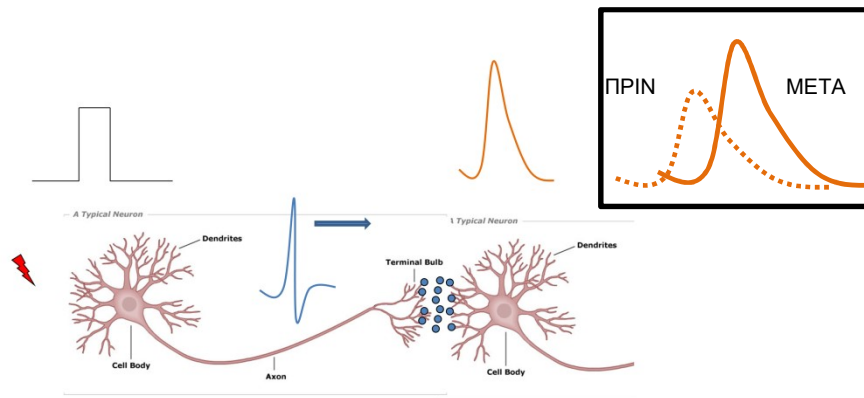 ΠΡΙΝ
ΜΕΤΑ
A Typical Neuron
A Typical Neuron
Dendrites
Dendrites
Terminal Bulb
Cell Body
Cell Body
Axon